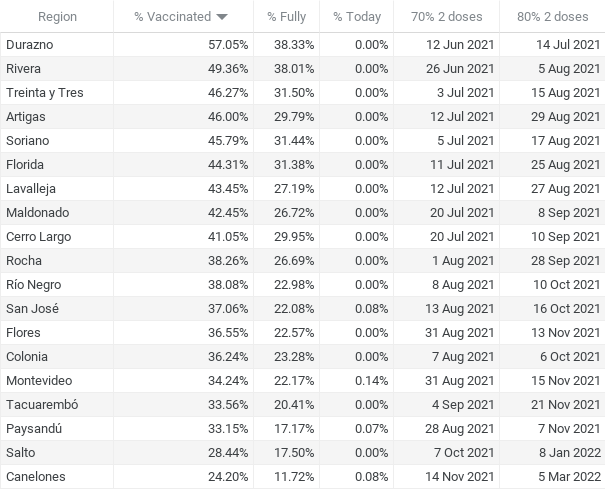 Region % Vaccinated % Fully % Today 70% 2 doses 80% 2 doses
Durazno 57.05% 38.33% 0.00% 12 Jun 2021 14 Jul 2021
Rivera 49.36% 38.01% 0.00% 26 Jun 2021 5 Aug 2021
Treinta y Tres 46.27% 31.50% 0.00% 3 Jul 2021 15 Aug 2021
Artigas 46.00% 29.79% 0.00% 12 Jul 2021 29 Aug 2021
Soriano 45.79% 31.44% 0.00% 5 Jul 2021 17 Aug 2021
Florida 44.31% 31.38% 0.00% 11 Jul 2021 25 Aug 2021
Lavalleja 43.45% 27.19% 0.00% 12 Jul 2021 27 Aug 2021
Maldonado 42.45% 26.72% 0.00% 20 Jul 2021 8 Sep 2021
Cerro Largo 41.05% 29.95% 0.00% 20 Jul 2021 10 Sep 2021
Rocha 38.26% 26.69% 0.00% 1 Aug 2021 28 Sep 2021
Río Negro 38.08% 22.98% 0.00% 8 Aug 2021 10 Oct 2021
San José 37.06% 22.08% 0.08% 13 Aug 2021 16 Oct 2021
Flores 36.55% 22.57% 0.00% 31 Aug 2021 13 Nov 2021
Colonia 36.24% 23.28% 0.00% 7 Aug 2021 6 Oct 2021
Montevideo 34.24% 22.17% 0.14% 31 Aug 2021 15 Nov 2021
Tacuarembó 33.56% 20.41% 0.00% 4 Sep 2021 21 Nov 2021
Paysandú 33.15% 17.17% 0.07% 28 Aug 2021 7 Nov 2021
Salto 28.44% 17.50% 0.00% 7 Oct 2021 8 Jan 2022
Canelones 24.20% 11.72% 0.08% 14 Nov 2021 5 Mar 2022